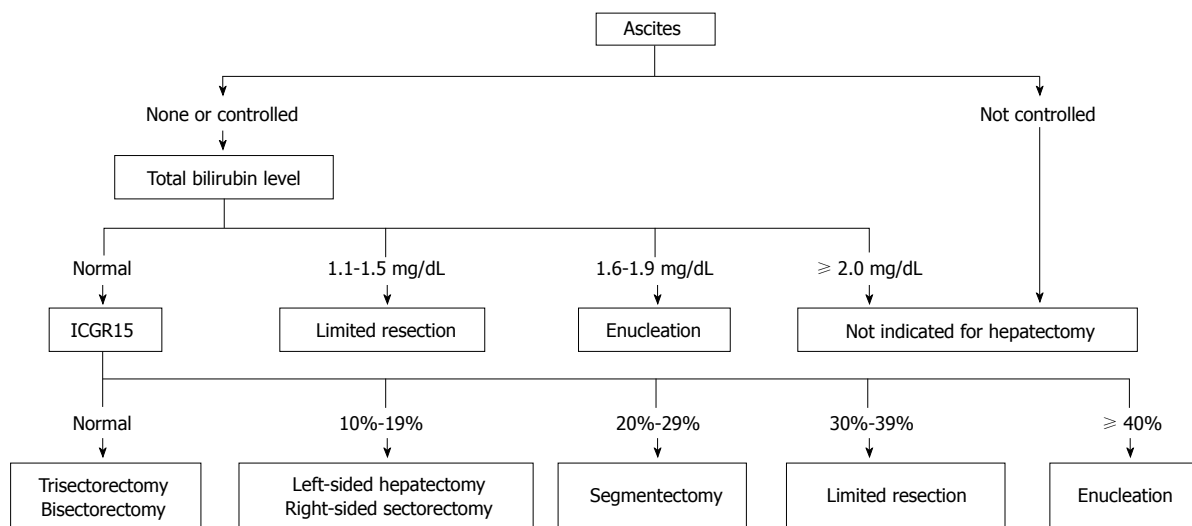 Ascites
None or controlled
Not controlled
Total bilirubin level
Normal
1.1-1.5 mg/dL
1.6-1.9 mg/dL
⩾ 2.0 mg/dL
ICGR15
Limited resection
Enucleation
Not indicated for hepatectomy
Normal
10%-19%
20%-29%
30%-39%
⩾ 40%
Trisectorectomy
Bisectorectomy
Left-sided hepatectomy
Right-sided sectorectomy
Segmentectomy
Limited resection
Enucleation